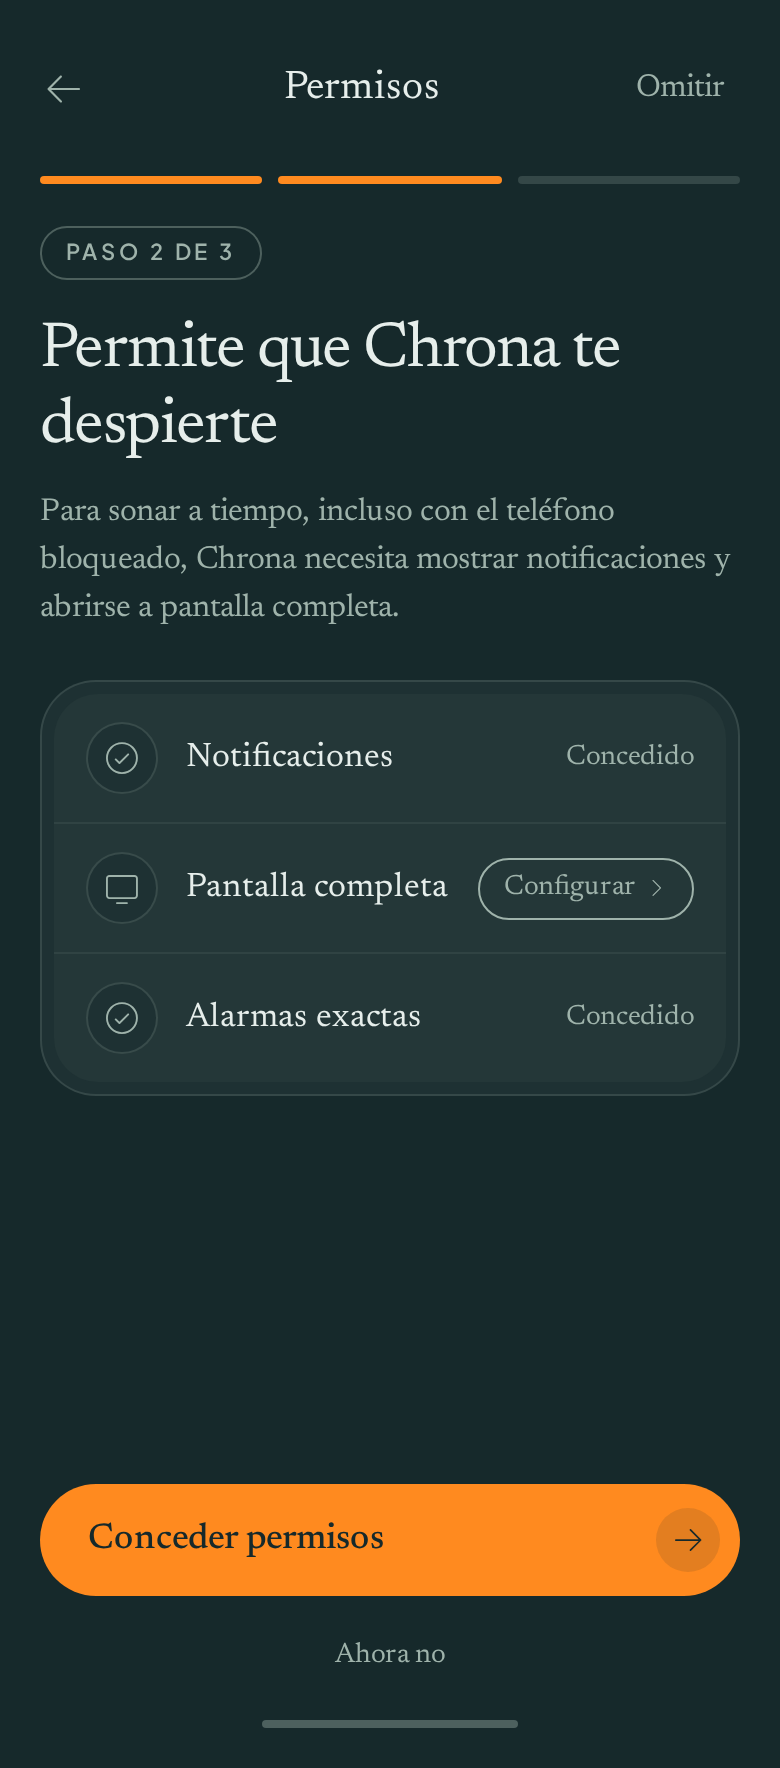 Permisos
Omitir
PASO 2 DE 3
Permite que Chrona te
despierte
Para sonar a tiempo, incluso con el teléfono
bloqueado, Chrona necesita mostrar notificaciones y
abrirse a pantalla completa.
Notificaciones
Concedido
Pantalla completa
Configurar
Alarmas exactas
Concedido
Conceder permisos
Ahora no